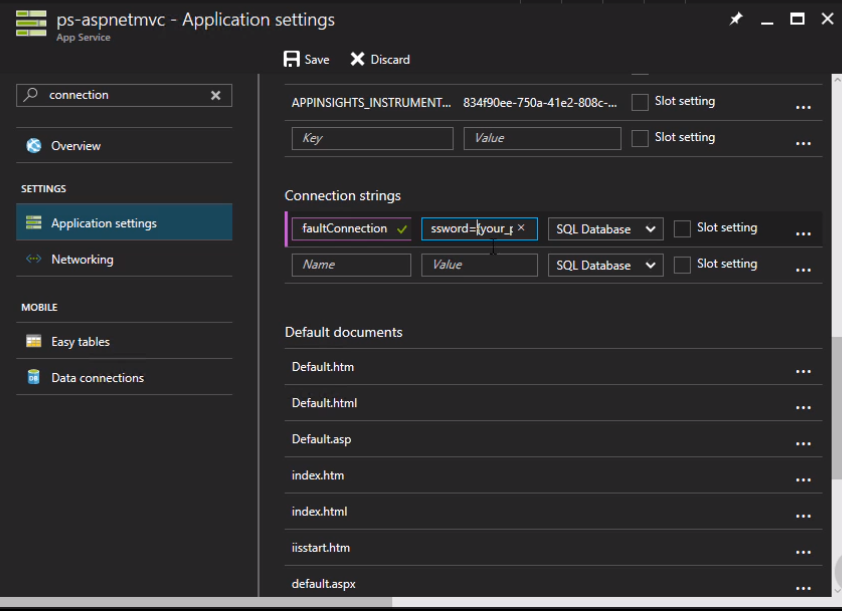 ps-aspnetmvc - Application settings
App Service
Save Discard
connection
Overview
SETTINGS
Application settings
Networking
MOBILE
Easy tables
Data connections
APPINSIGHTS_INSTRUMENT... 834f90ee-750a-41e2-808c-... Slot setting ...
Key Value Slot setting ...
Connection strings
faultConnection ssword={your_p SQL Database Slot setting ...
Name Value SQL Database Slot setting ...
Default documents
Default.htm ...
Default.html ...
Default.asp ...
index.htm ...
index.html ...
iisstart.htm ...
default.aspx ...